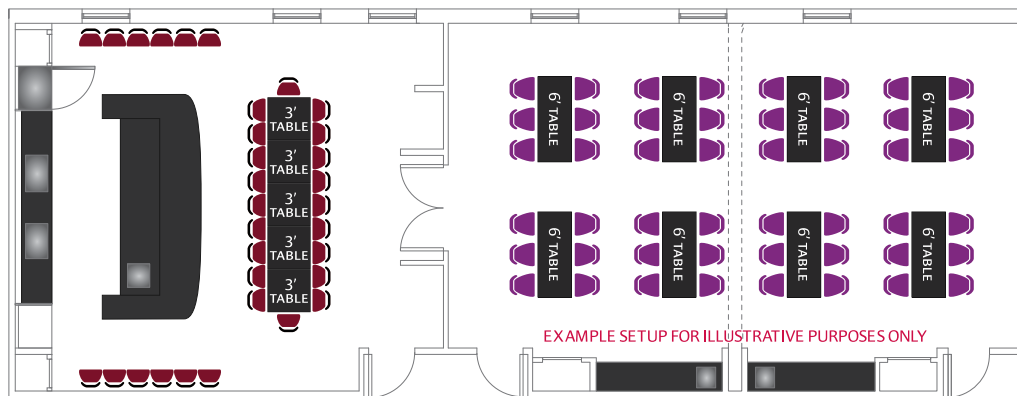 3'
TABLE
3'
TABLE
3'
TABLE
3'
TABLE
3'
TABLE
6' TABLE
6' TABLE
6' TABLE
6' TABLE
6' TABLE
6' TABLE
6' TABLE
6' TABLE
EXAMPLE SETUP FOR ILLUSTRATIVE PURPOSES ONLY